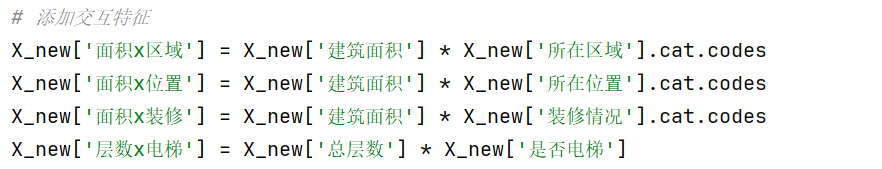 # 添加交互特征
X_new['面积x区域'] = X_new['建筑面积'] * X_new['所在区域'].cat.codes
X_new['面积x位置'] = X_new['建筑面积'] * X_new['所在位置'].cat.codes
X_new['面积x装修'] = X_new['建筑面积'] * X_new['装修情况'].cat.codes
X_new['层数x电梯'] = X_new['总层数'] * X_new['是否电梯']